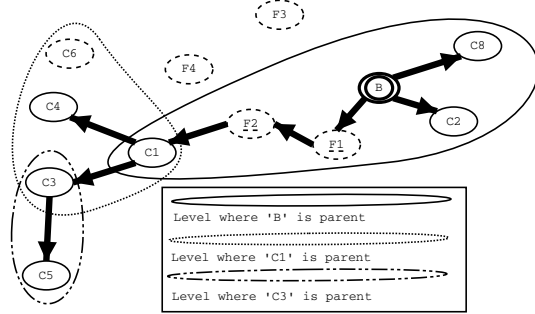 F3
C6
C8
F4
B
C4
F2
C2
C1
F1
C3
C5
Level where 'B' is parent
Level where 'C1' is parent
Level where 'C3' is parent